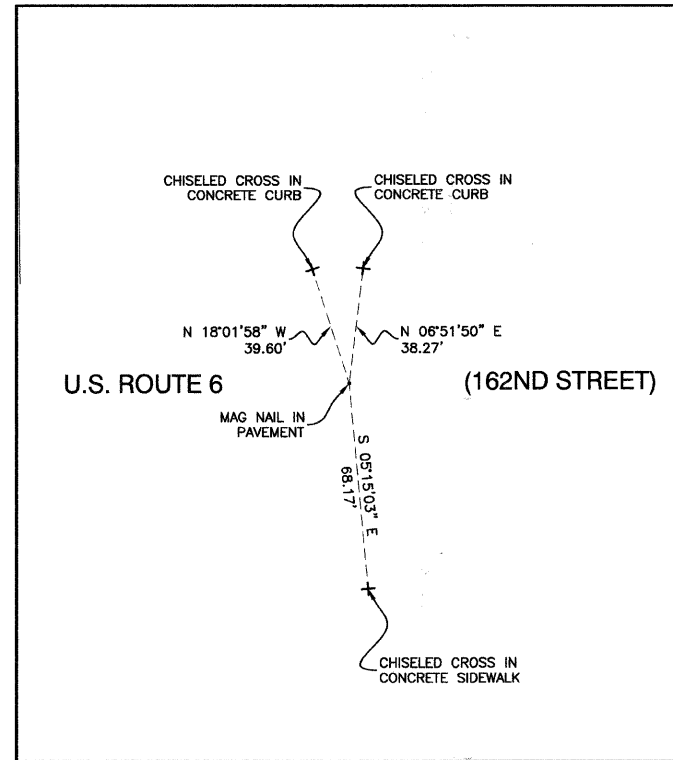 CHISELED CROSS IN
CONCRETE CURB
CHISELED CROSS IN
CONCRETE CURB
N 18°01'58" W
39.60'
N 06°51'50" E
38.27'
U.S. ROUTE 6
(162ND STREET)
MAG NAIL IN
PAVEMENT
S 05°15'03" E
68.17'
CHISELED CROSS IN
CONCRETE SIDEWALK